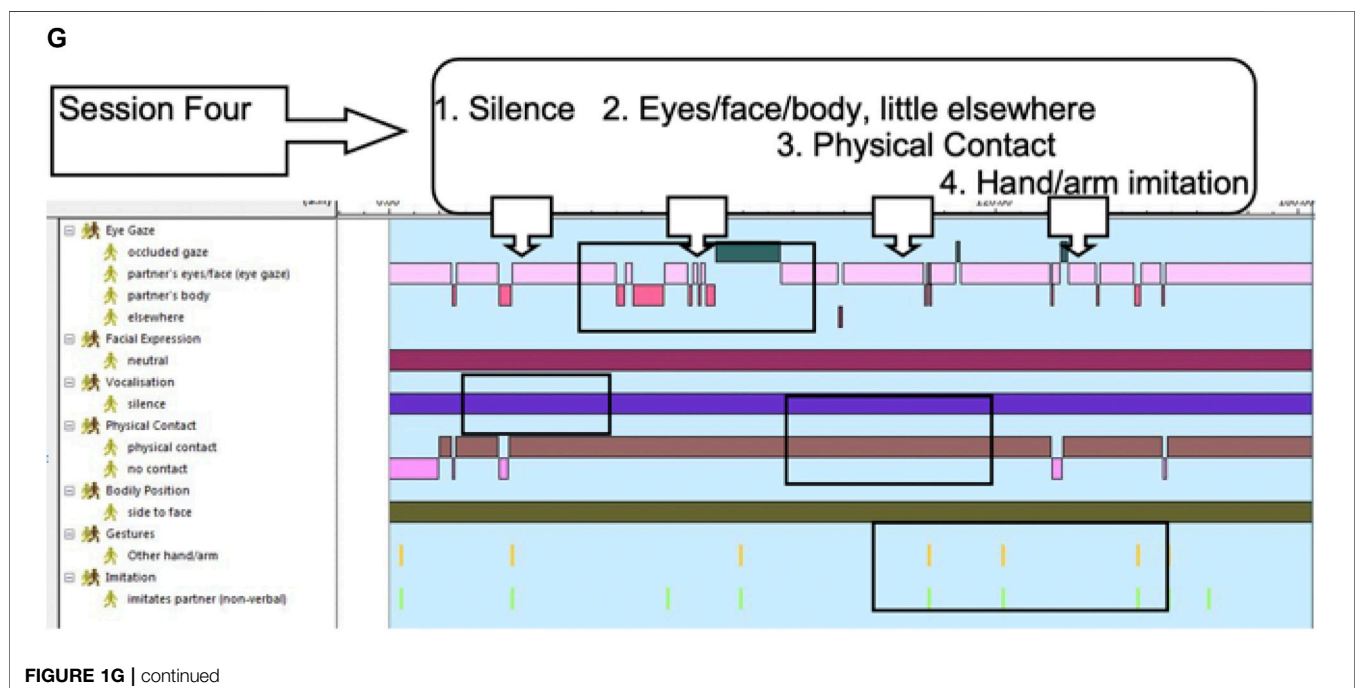 G
Session Four
1. Silence 2. Eyes/face/body, little elsewhere
3. Physical Contact
4. Hand/arm imitation
Eye Gaze
occluded gaze
partner's eyes/face (eye gaze)
partner's body
elsewhere
Facial Expression
neutral
Vocalisation
silence
Physical Contact
physical contact
no contact
Bodily Position
side to face
Gestures
Other hand/arm
Imitation
imitates partner (non-verbal)
FIGURE 1G | continued